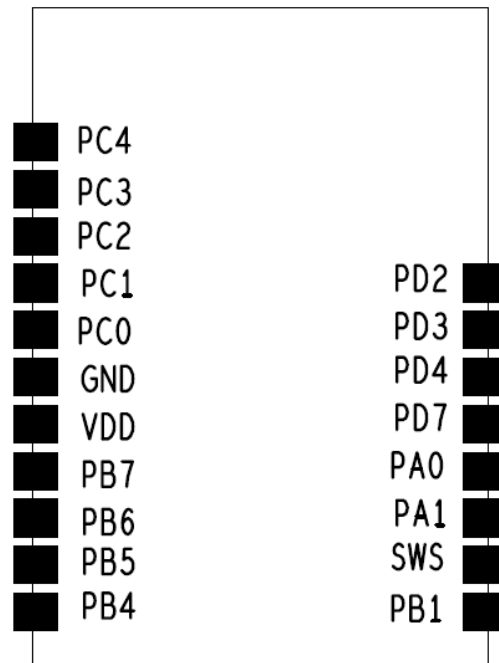 PC4
PC3
PC2
PC1
PC0
GND
VDD
PB7
PB6
PB5
PB4
PD2
PD3
PD4
PD7
PA0
PA1
SWS
PB1